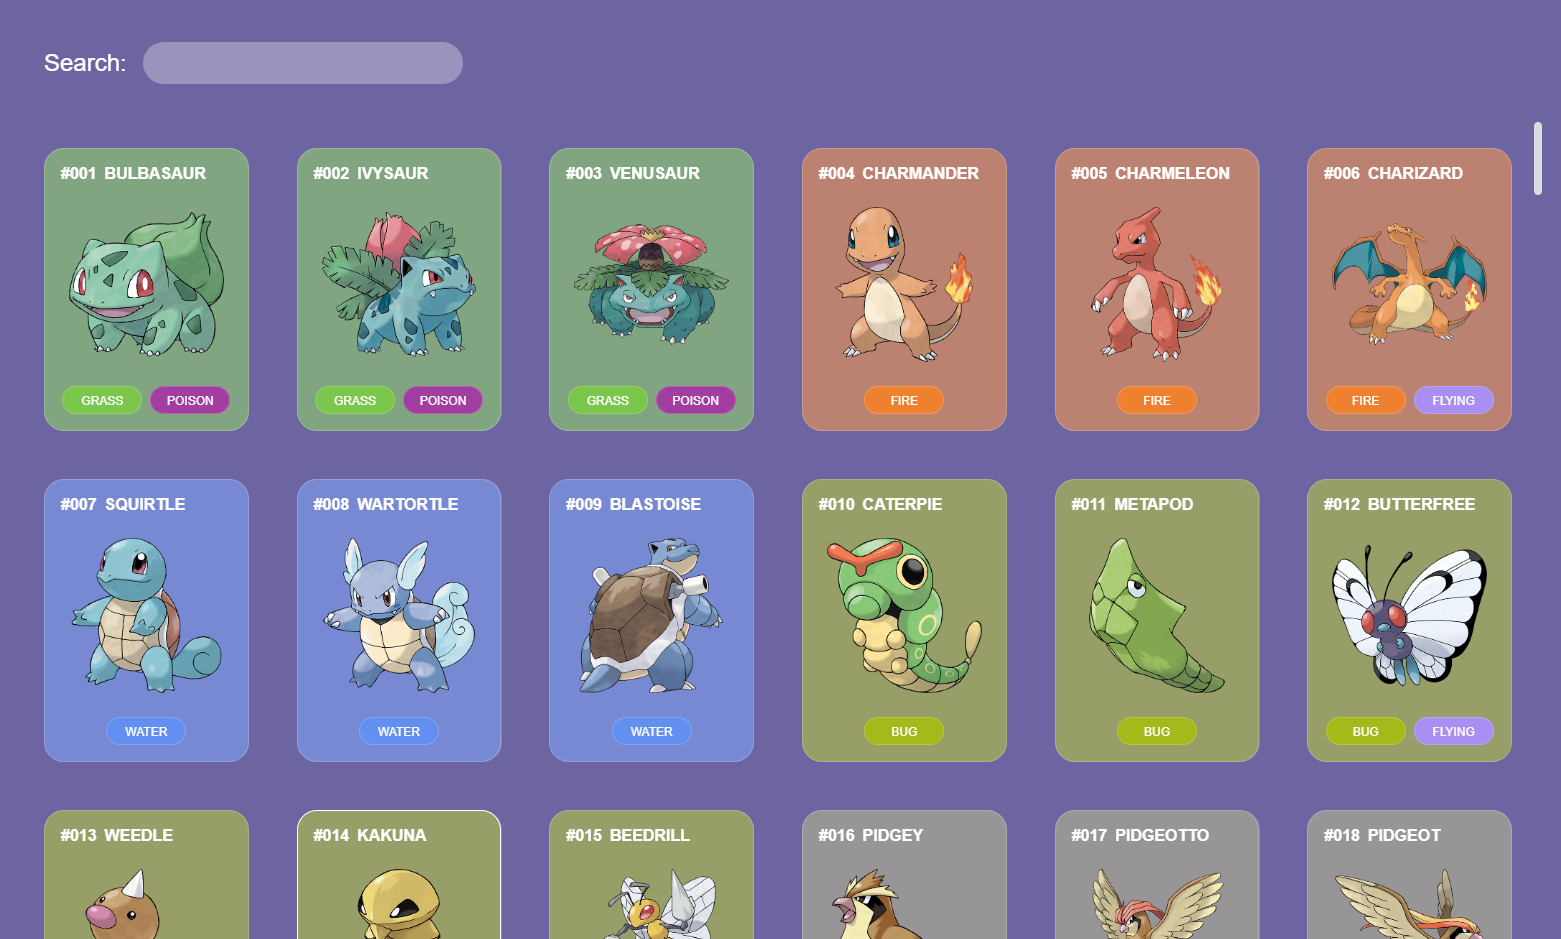 Search:
#001 BULBASAUR
GRASS POISON
#002 IVYSAUR
GRASS POISON
#003 VENUSAUR
GRASS POISON
#004 CHARMANDER
FIRE
#005 CHARMELEON
FIRE
#006 CHARIZARD
FIRE FLYING
#007 SQUIRTLE
WATER
#008 WARTORTLE
WATER
#009 BLASTOISE
WATER
#010 CATERPIE
BUG
#011 METAPOD
BUG
#012 BUTTERFREE
BUG FLYING
#013 WEEDLE
#014 KAKUNA
#015 BEEDRILL
#016 PIDGEY
#017 PIDGEOTTO
#018 PIDGEOT